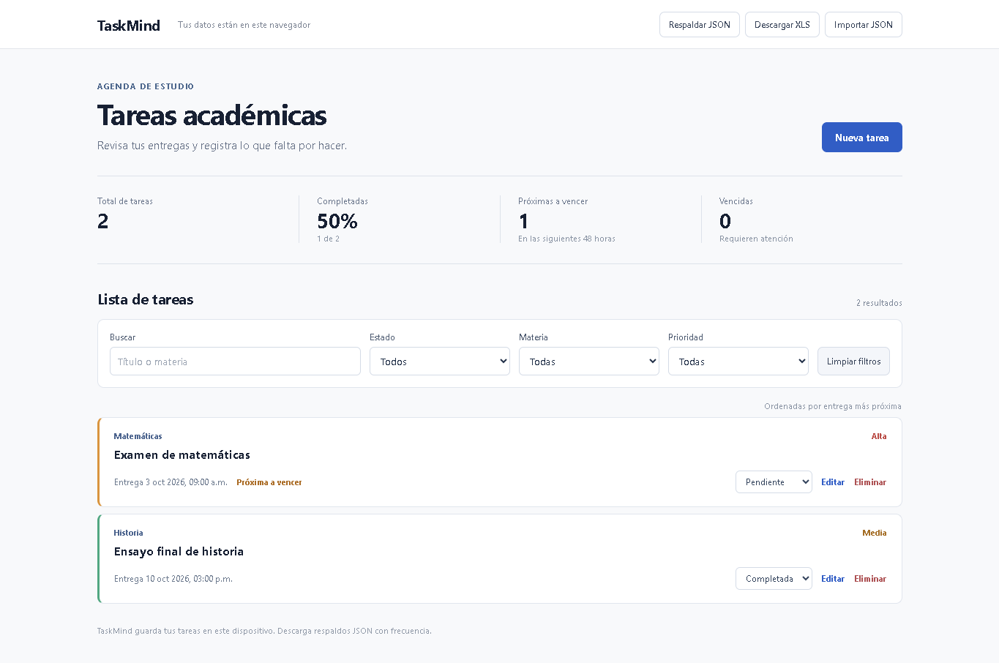 TaskMind
Tus datos están en este navegador
Respaldar JSON
Descargar XLS
Importar JSON
AGENDA DE ESTUDIO
Tareas académicas
Revisa tus entregas y registra lo que falta por hacer.
Nueva tarea
Total de tareas
2
Completadas
50%
1 de 2
Próximas a vencer
1
En las siguientes 48 horas
Vencidas
0
Requieren atención
Lista de tareas
2 resultados
Buscar
Título o materia
Estado
Todos
Materia
Todas
Prioridad
Todas
Limpiar filtros
Ordenadas por entrega más próxima
Matemáticas
Alta
Examen de matemáticas
Entrega 3 oct 2026, 09:00 a.m.
Próxima a vencer
Pendiente
Editar
Eliminar
Historia
Media
Ensayo final de historia
Entrega 10 oct 2026, 03:00 p.m.
Completada
Editar
Eliminar
TaskMind guarda tus tareas en este dispositivo. Descarga respaldos JSON con frecuencia.